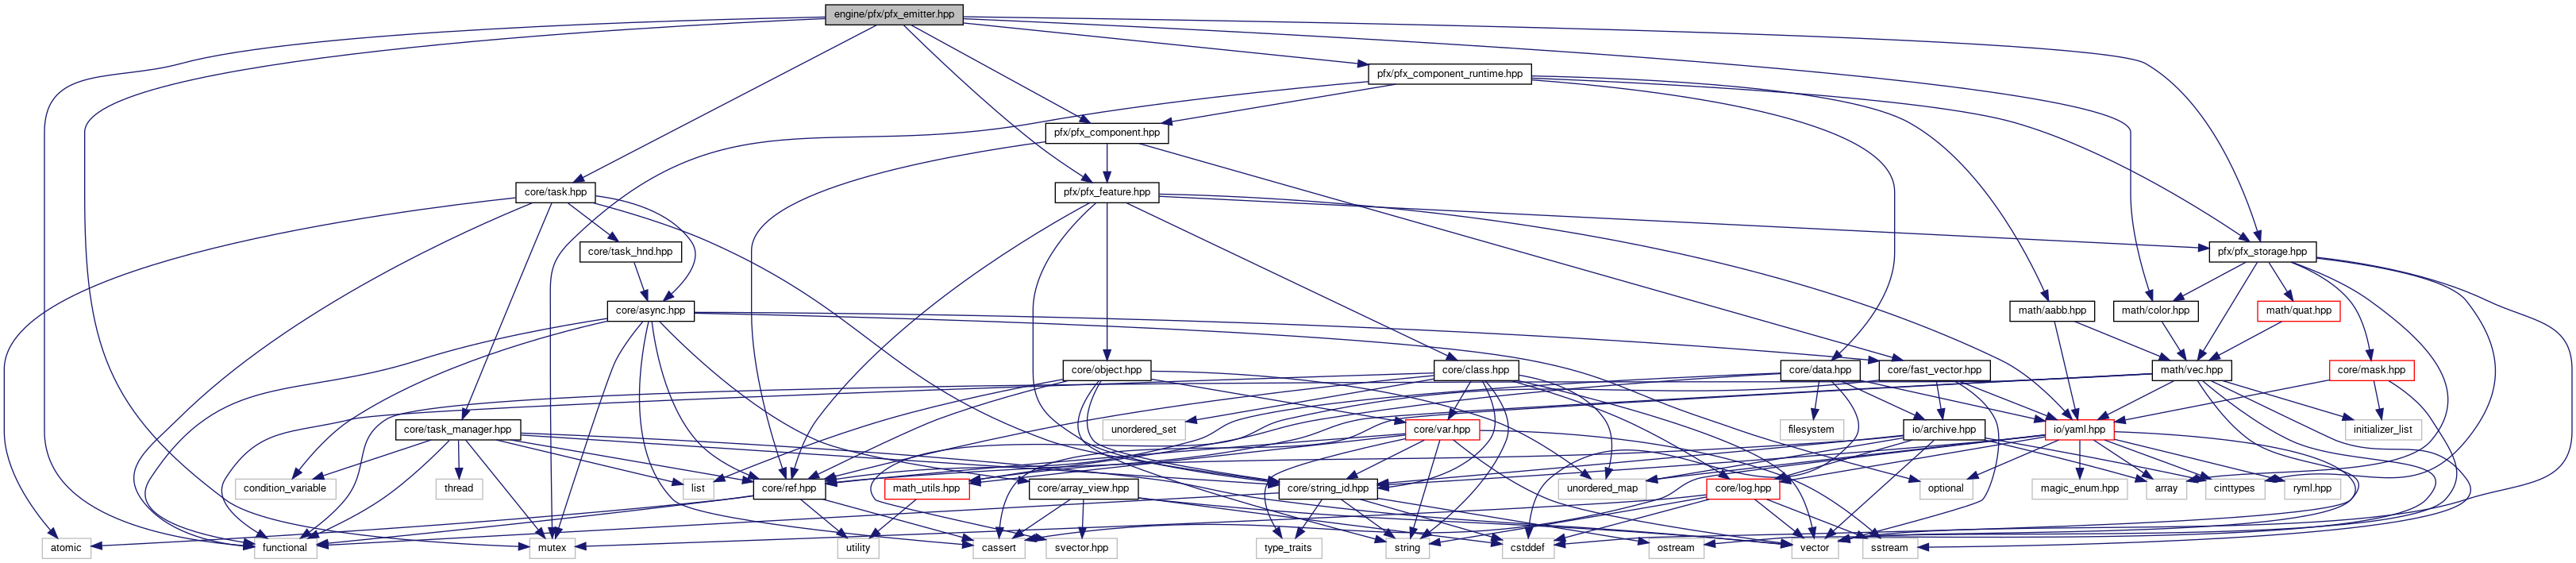 engine/pfx/pfx_emitter.hpp
pfx/pfx_component_runtime.hpp
pfx/pfx_component.hpp
core/task.hpp
pfx/pfx_feature.hpp
core/task_hnd.hpp
pfx/pfx_storage.hpp
core/async.hpp
math/aabb.hpp
math/color.hpp
math/quat.hpp
core/object.hpp
core/class.hpp
core/data.hpp
core/fast_vector.hpp
math/vec.hpp
core/mask.hpp
core/task_manager.hpp
unordered_set
core/var.hpp
filesystem
io/archive.hpp
io/yaml.hpp
initializer_list
condition_variable
thread
list
core/ref.hpp
math_utils.hpp
core/array_view.hpp
core/string_id.hpp
unordered_map
core/log.hpp
optional
magic_enum.hpp
array
cinttypes
ryml.hpp
atomic
functional
mutex
utility
cassert
svector.hpp
type_traits
string
cstddef
ostream
vector
sstream